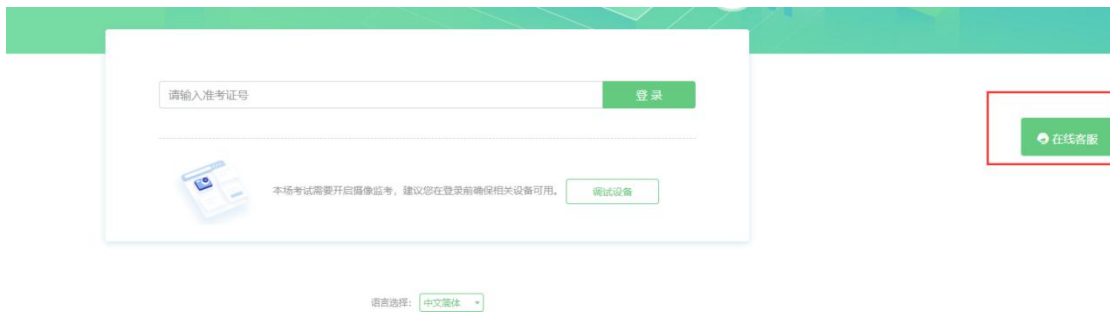 请输入准考证号
登 录
在线客服
本场考试需要开启摄像监考，建议您在登录前确保相关设备可用。
调试设备
语言选择：
中文简体